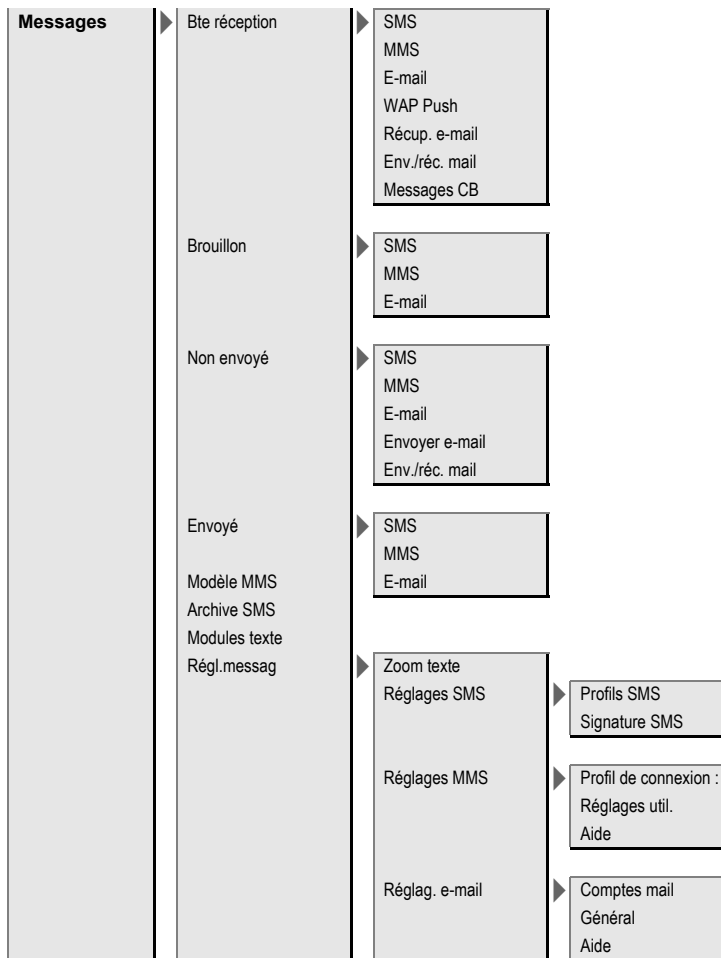 Messages
Bte réception
SMS
MMS
E-mail
WAP Push
Récup. e-mail
Env./réc. mail
Messages CB
Brouillon
SMS
MMS
E-mail
Non envoyé
SMS
MMS
E-mail
Envoyer e-mail
Env./réc. mail
Envoyé
SMS
MMS
E-mail
Modèle MMS
Archive SMS
Modules texte
Régl.messag
Zoom texte
Réglages SMS
Profils SMS
Signature SMS
Réglages MMS
Profil de connexion :
Réglages util.
Aide
Réglag. e-mail
Comptes mail
Général
Aide